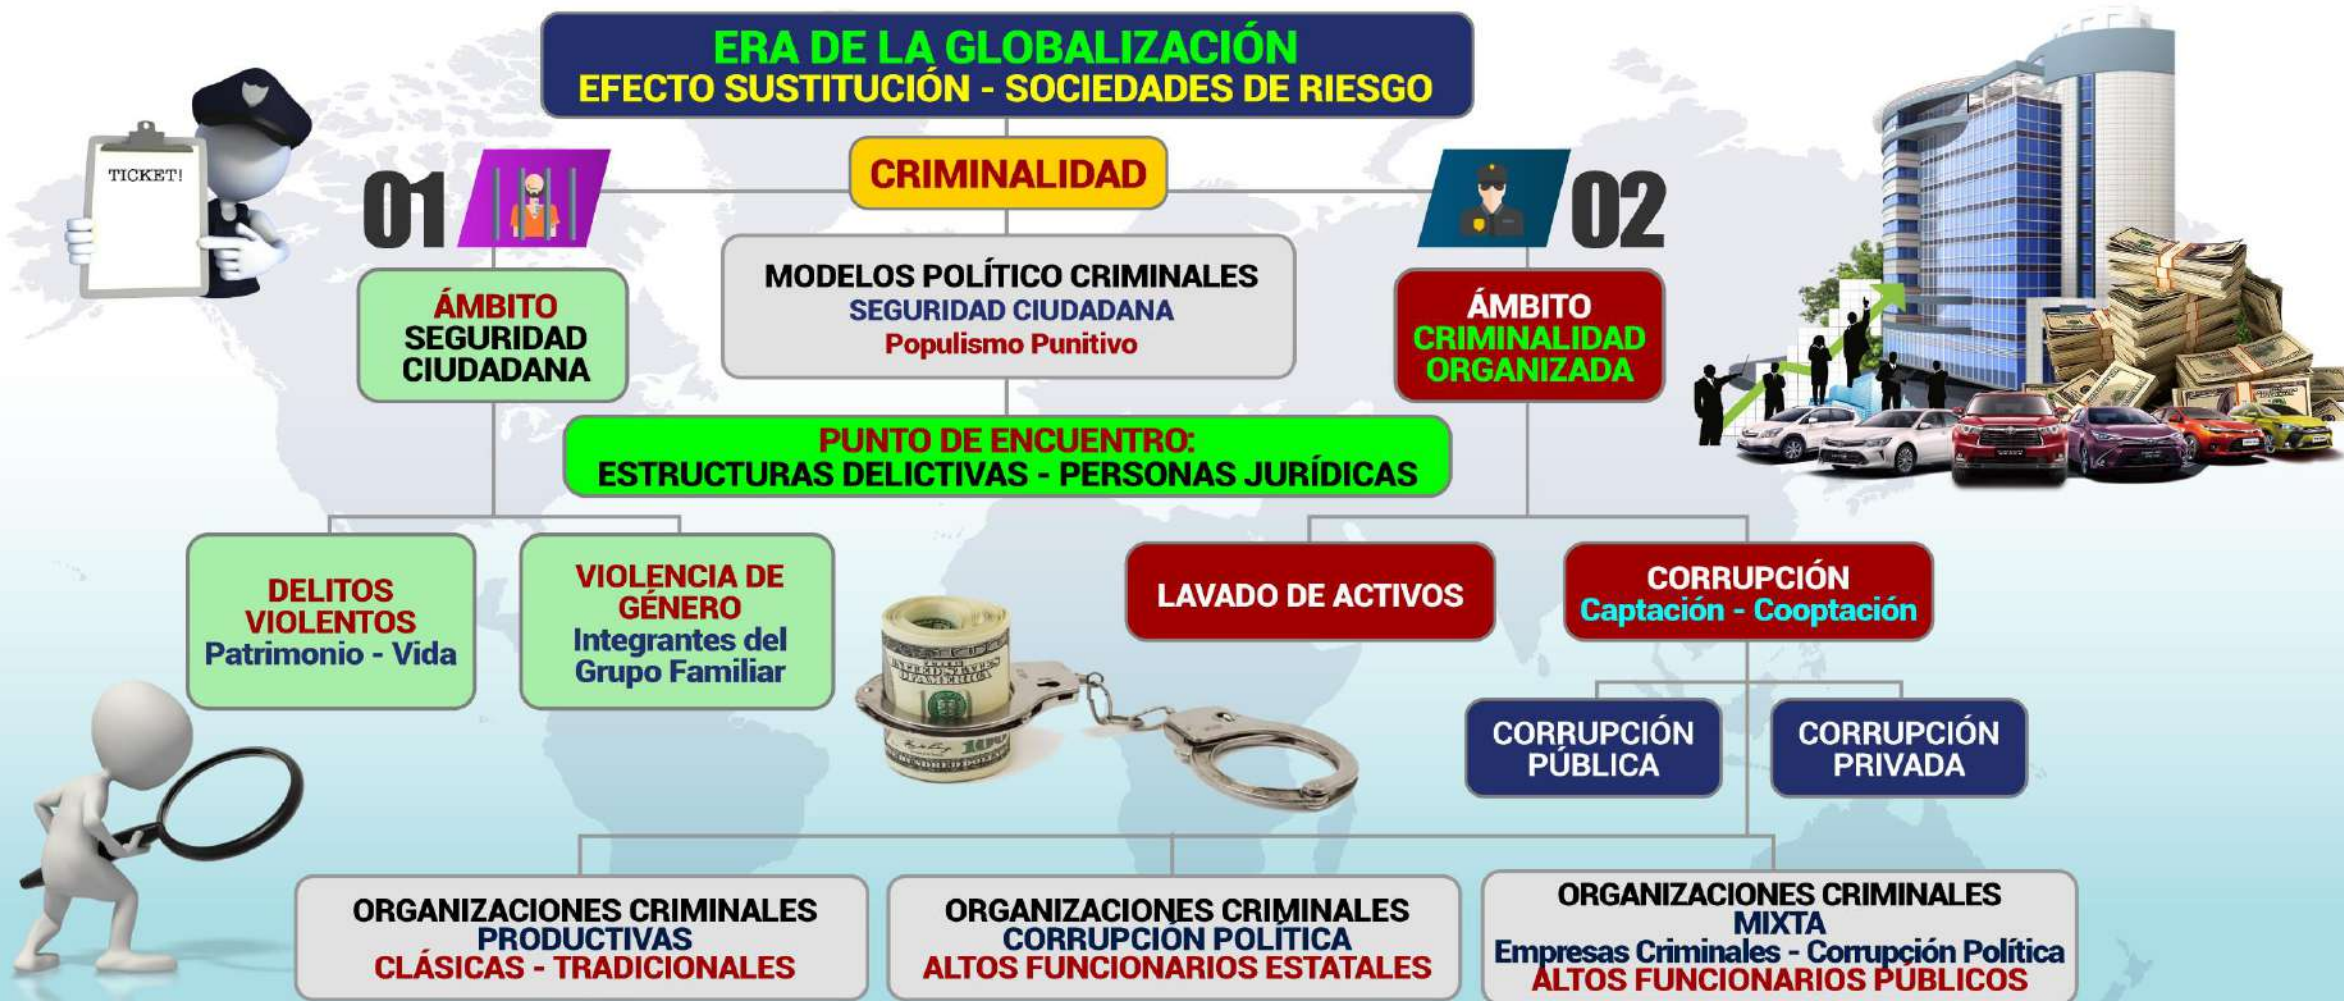 ERA DE LA GLOBALIZACIÓN
EFECTO SUSTITUCIÓN - SOCIEDADES DE RIESGO
TICKET!
01
CRIMINALIDAD
02
ÁMBITO
SEGURIDAD
CIUDADANA
MODELOS POLÍTICO CRIMINALES
SEGURIDAD CIUDADANA
Populismo Punitivo
ÁMBITO
CRIMINALIDAD
ORGANIZADA
PUNTO DE ENCUENTRO:
ESTRUCTURAS DELICTIVAS - PERSONAS JURÍDICAS
DELITOS
VIOLENTOS
Patrimonio - Vida
VIOLENCIA DE
GÉNERO
Integrantes del
Grupo Familiar
LAVADO DE ACTIVOS
CORRUPCIÓN
Captación - Cooptación
CORRUPCIÓN
PÚBLICA
CORRUPCIÓN
PRIVADA
ORGANIZACIONES CRIMINALES
PRODUCTIVAS
CLÁSICAS - TRADICIONALES
ORGANIZACIONES CRIMINALES
CORRUPCIÓN POLÍTICA
ALTOS FUNCIONARIOS ESTATALES
ORGANIZACIONES CRIMINALES
MIXTA
Empresas Criminales - Corrupción Política
ALTOS FUNCIONARIOS PÚBLICOS